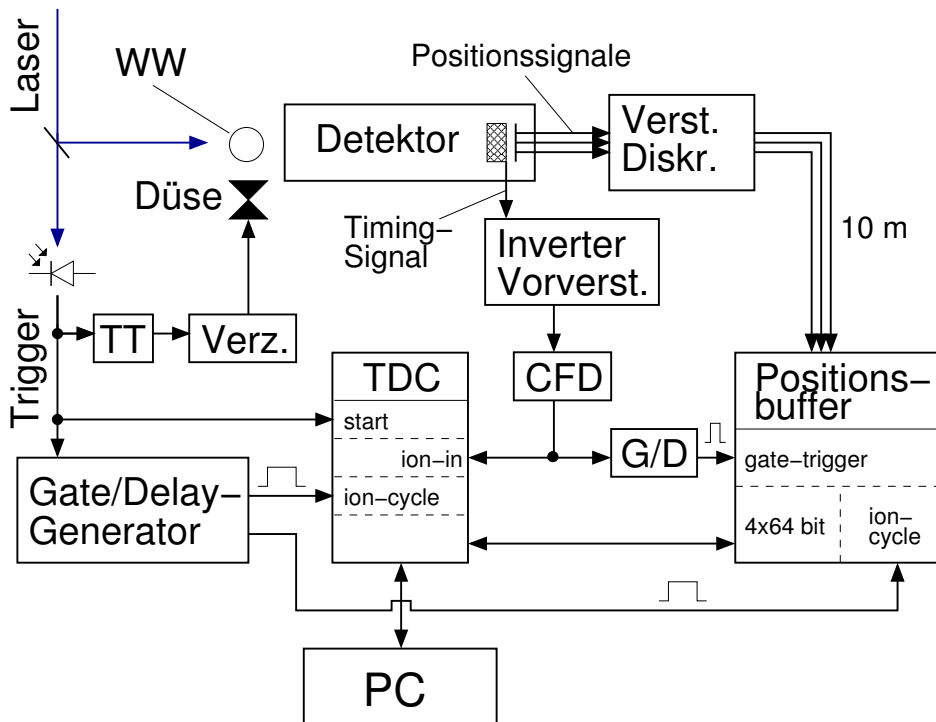 Laser
WW
Positionssignale
Detektor
Verst.
Diskr.
Düse
Timing–
Signal
10 m
Inverter
Vorverst.
Trigger
TT
Verz.
TDC
CFD
Positions–
buffer
start
ion–in
G/D
gate–trigger
Gate/Delay–
Generator
ion–cycle
4x64 bit
ion–
cycle
PC